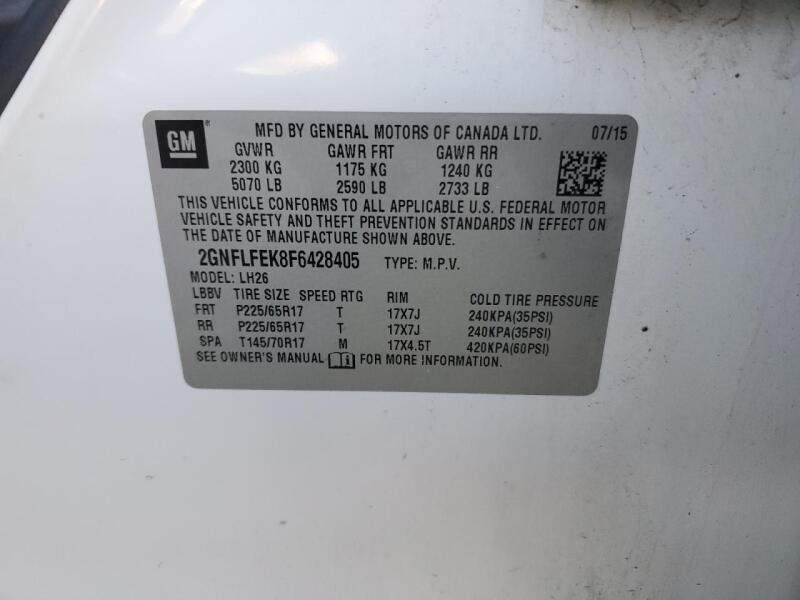 GM ® MFD BY GENERAL MOTORS OF CANADA LTD. 07/15
GVWR GAWR FRT GAWR RR
2300 KG 1175 KG 1240 KG
5070 LB 2590 LB 2733 LB
THIS VEHICLE CONFORMS TO ALL APPLICABLE U.S. FEDERAL MOTOR
VEHICLE SAFETY AND THEFT PREVENTION STANDARDS IN EFFECT ON
THE DATE OF MANUFACTURE SHOWN ABOVE.
2GNFLFEK8F6428405 TYPE: M.P.V.
MODEL: LH26
LBBV TIRE SIZE SPEED RTG RIM COLD TIRE PRESSURE
FRT P225/65R17 T 17X7J 240KPA(35PSI)
RR P225/65R17 T 17X7J 240KPA(35PSI)
SPA T145/70R17 M 17X4.5T 420KPA(60PSI)
SEE OWNER'S MANUAL FOR MORE INFORMATION.